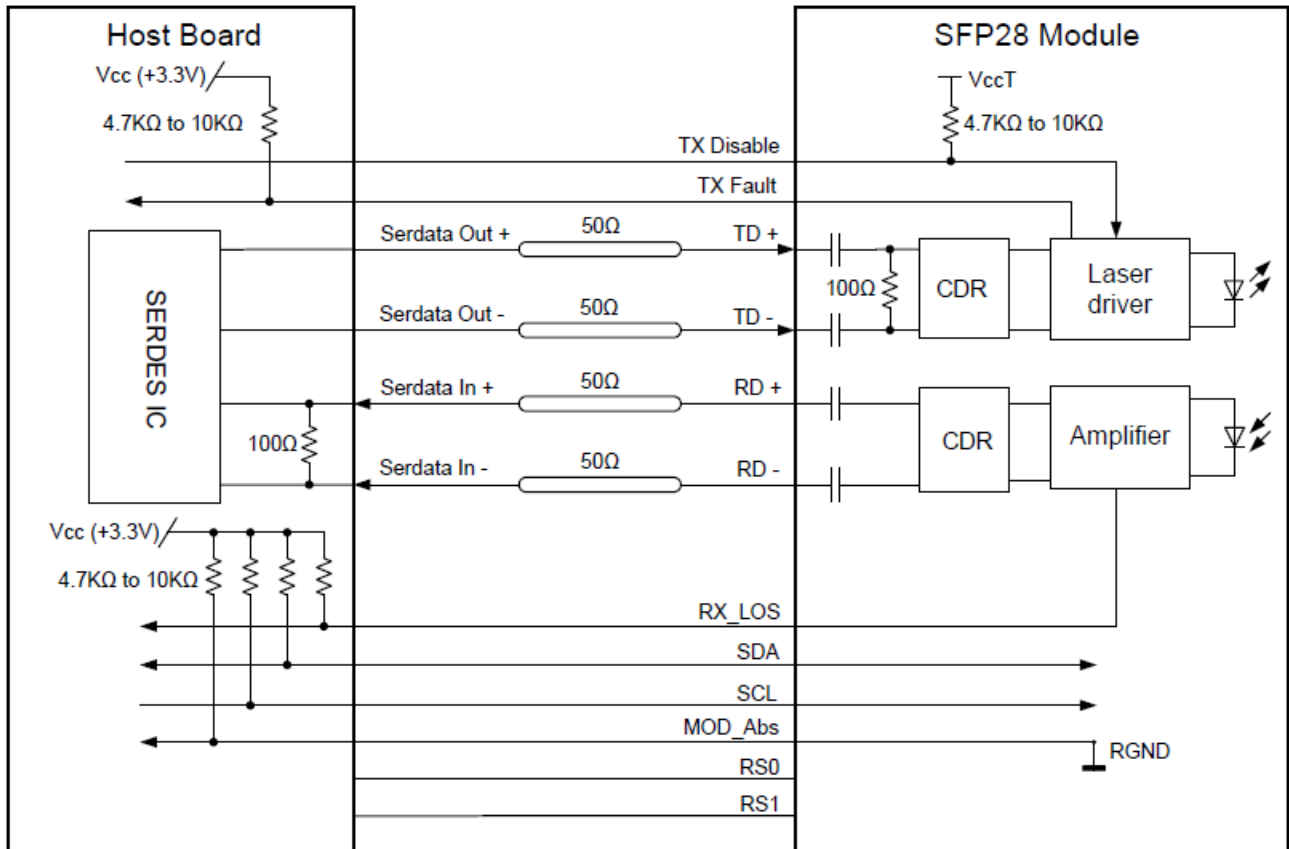 Host Board
SFP28 Module
Vcc (+3.3V)
VccT
4.7KΩ to 10KΩ
4.7KΩ to 10KΩ
TX Disable
TX Fault
Serdata Out +
50Ω
TD +
SERDES IC
100Ω
CDR
Laser
driver
Serdata Out -
50Ω
TD -
Serdata In +
50Ω
RD +
100Ω
CDR
Amplifier
Serdata In -
50Ω
RD -
Vcc (+3.3V)
4.7KΩ to 10KΩ
RX_LOS
SDA
SCL
MOD_Abs
RGND
RS0
RS1